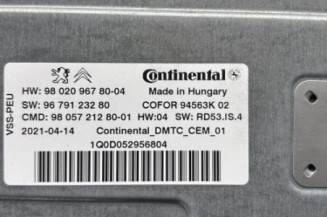 Continental
HW: 98 020 967 80-04 Made in Hungary
SW: 96 791 232 80 COFOR 94563K 02
CMD: 98 057 212 80-01 HW:04 SW: RD53.IS.4
2021-04-14 Continental_DMTC_CEM_01
1Q0D052956804
VSS-PEU